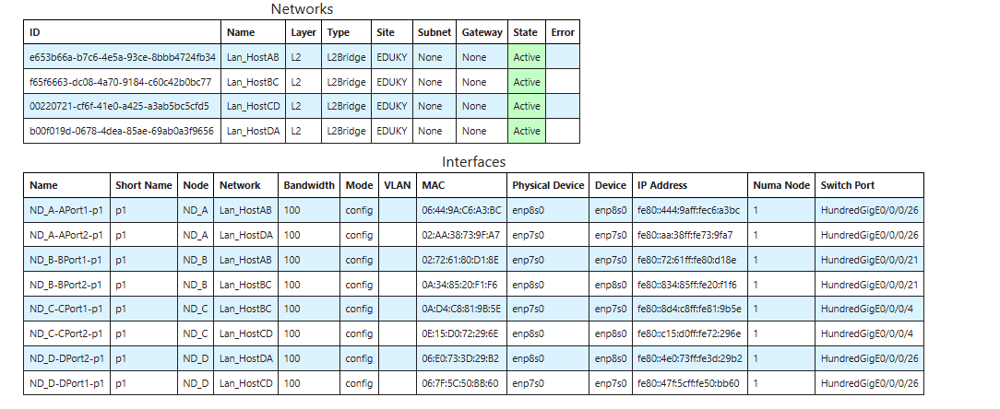 Networks
ID Name Layer Type Site Subnet Gateway State Error
e653b66a-b7c6-4e5a-93ce-8bbb4724fb34 Lan_HostAB L2 L2Bridge EDUKY None None Active
f65f6663-dc08-4a70-9184-c60c42b0bc77 Lan_HostBC L2 L2Bridge EDUKY None None Active
00220721-cf6f-41e0-a425-a3ab5bc5cfd5 Lan_HostCD L2 L2Bridge EDUKY None None Active
b00f019d-0678-4dea-85ae-69ab0a3f9656 Lan_HostDA L2 L2Bridge EDUKY None None Active
Interfaces
Name Short Name Node Network Bandwidth Mode VLAN MAC Physical Device Device IP Address Numa Node Switch Port
ND_A-APort1-p1 p1 ND_A Lan_HostAB 100 config 06:44:9A:C6:A3:BC enp8s0 enp8s0 fe80::444:9aff:fec6:a3bc 1 HundredGigE0/0/0/26
ND_A-APort2-p1 p1 ND_A Lan_HostDA 100 config 02:AA:38:73:9F:A7 enp7s0 enp7s0 fe80::aa:38ff:fe73:9fa7 1 HundredGigE0/0/0/26
ND_B-BPort1-p1 p1 ND_B Lan_HostAB 100 config 02:72:61:80:D1:8E enp7s0 enp7s0 fe80::72:61ff:fe80:d18e 1 HundredGigE0/0/0/21
ND_B-BPort2-p1 p1 ND_B Lan_HostBC 100 config 0A:34:85:20:F1:F6 enp8s0 enp8s0 fe80::834:85ff:fe20:f1f6 1 HundredGigE0/0/0/21
ND_C-CPort1-p1 p1 ND_C Lan_HostBC 100 config 0A:D4:C8:81:9B:5E enp7s0 enp7s0 fe80::8d4:c8ff:fe81:9b5e 1 HundredGigE0/0/0/4
ND_C-CPort2-p1 p1 ND_C Lan_HostCD 100 config 0E:15:D0:72:29:6E enp8s0 enp8s0 fe80::c15:d0ff:fe72:296e 1 HundredGigE0/0/0/4
ND_D-DPort2-p1 p1 ND_D Lan_HostDA 100 config 06:E0:73:3D:29:B2 enp8s0 enp8s0 fe80::4e0:73ff:fe3d:29b2 1 HundredGigE0/0/0/26
ND_D-DPort1-p1 p1 ND_D Lan_HostCD 100 config 06:7F:5C:50:BB:60 enp7s0 enp7s0 fe80::47f:5cff:fe50:bb60 1 HundredGigE0/0/0/26